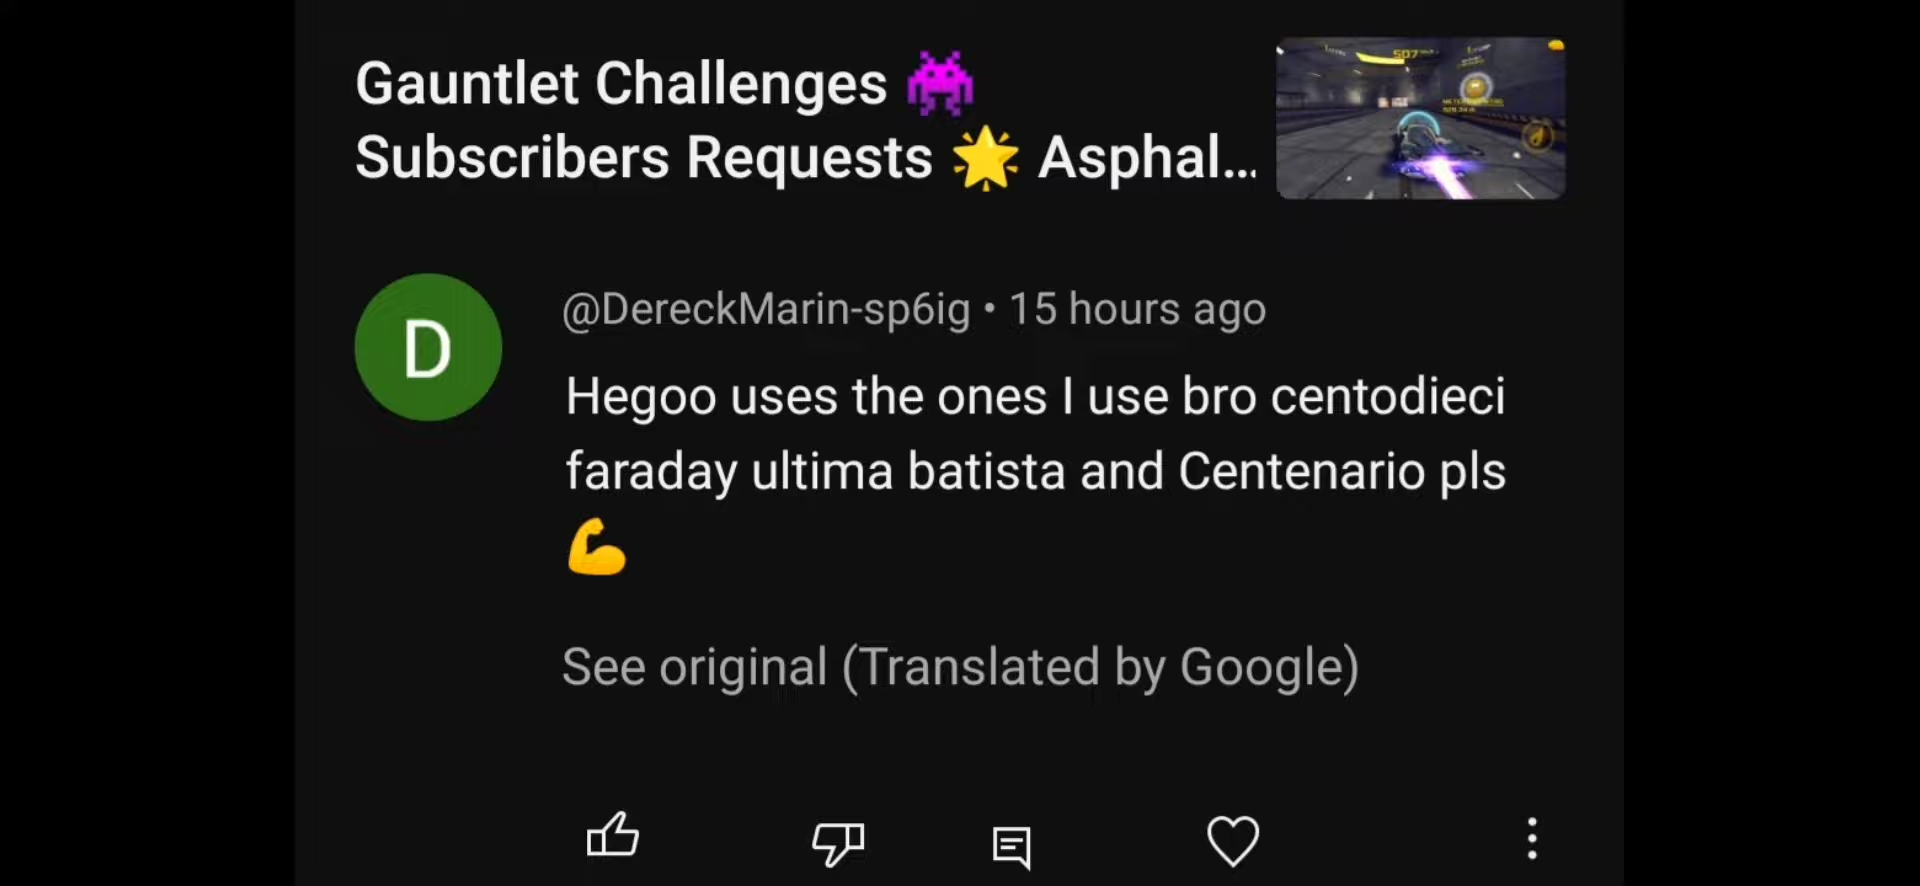 Gauntlet Challenges 👾
Subscribers Requests 🌟 Asphal...
507
@DereckMarin-sp6ig • 15 hours ago
D
Hegoo uses the ones I use bro centodieci
faraday ultima batista and Centenario pls
💪
See original (Translated by Google)